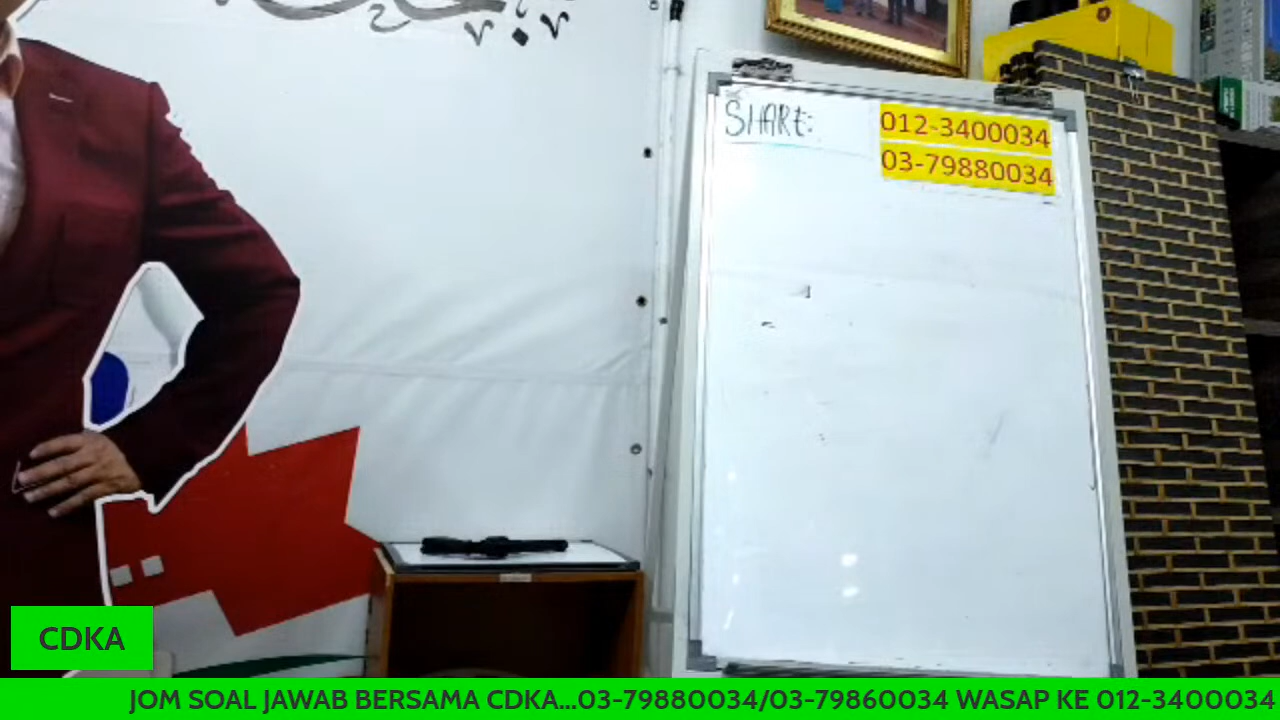 SHARE:
012-3400034
03-79880034
CDKA
JOM SOAL JAWAB BERSAMA CDKA...03-79880034/03-79860034 WASAP KE 012-3400034